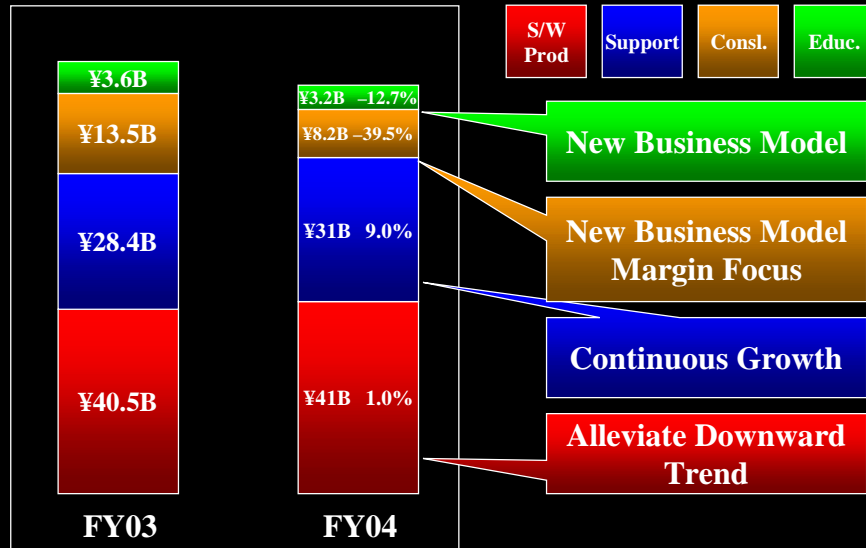 S/W
Prod
Support
Consl.
Educ.
¥3.6B
¥13.5B
¥28.4B
¥40.5B
FY03
¥3.2B –12.7%
¥8.2B –39.5%
¥31B 9.0%
¥41B 1.0%
FY04
New Business Model
New Business Model
Margin Focus
Continuous Growth
Alleviate Downward
Trend